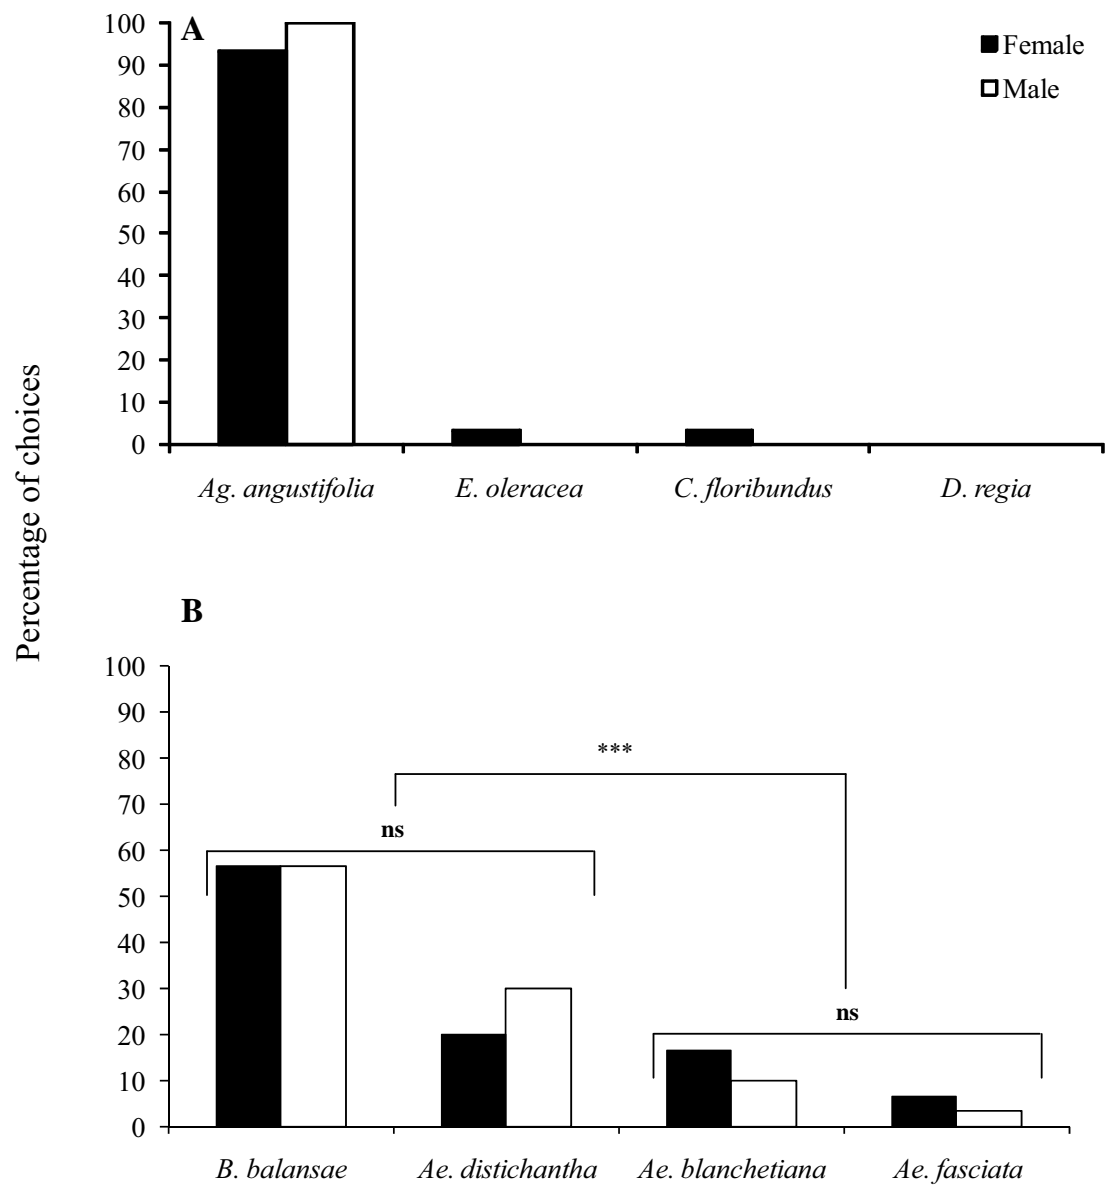 A
Female
Male
100
90
80
70
60
50
40
30
20
10
0
Ag. angustifolia E. oleracea C. floribundus D. regia
Percentage of choices
B
100
90
80
70
60
50
40
30
20
10
0
***
ns
ns
B. balansae Ae. distichantha Ae. blanchetiana Ae. fasciata